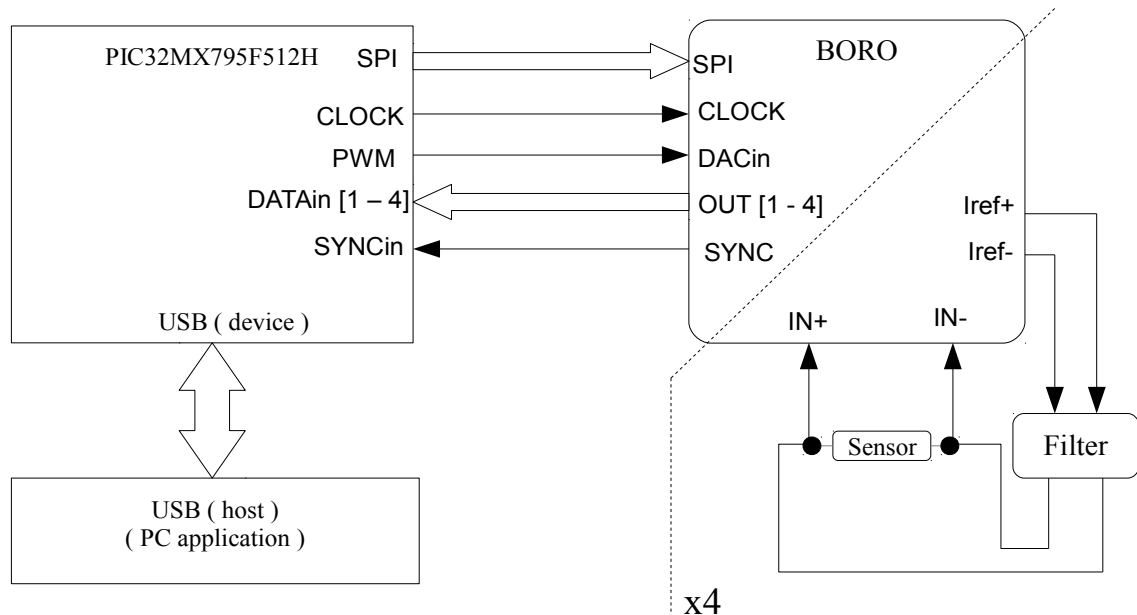 PIC32MX795F512H
SPI
CLOCK
PWM
DATAin [1 – 4]
SYNCin
USB ( device )
BORO
SPI
CLOCK
DACin
OUT [1 - 4]
SYNC
Iref+
Iref-
IN+
IN-
Sensor
Filter
USB ( host )
( PC application )
x4